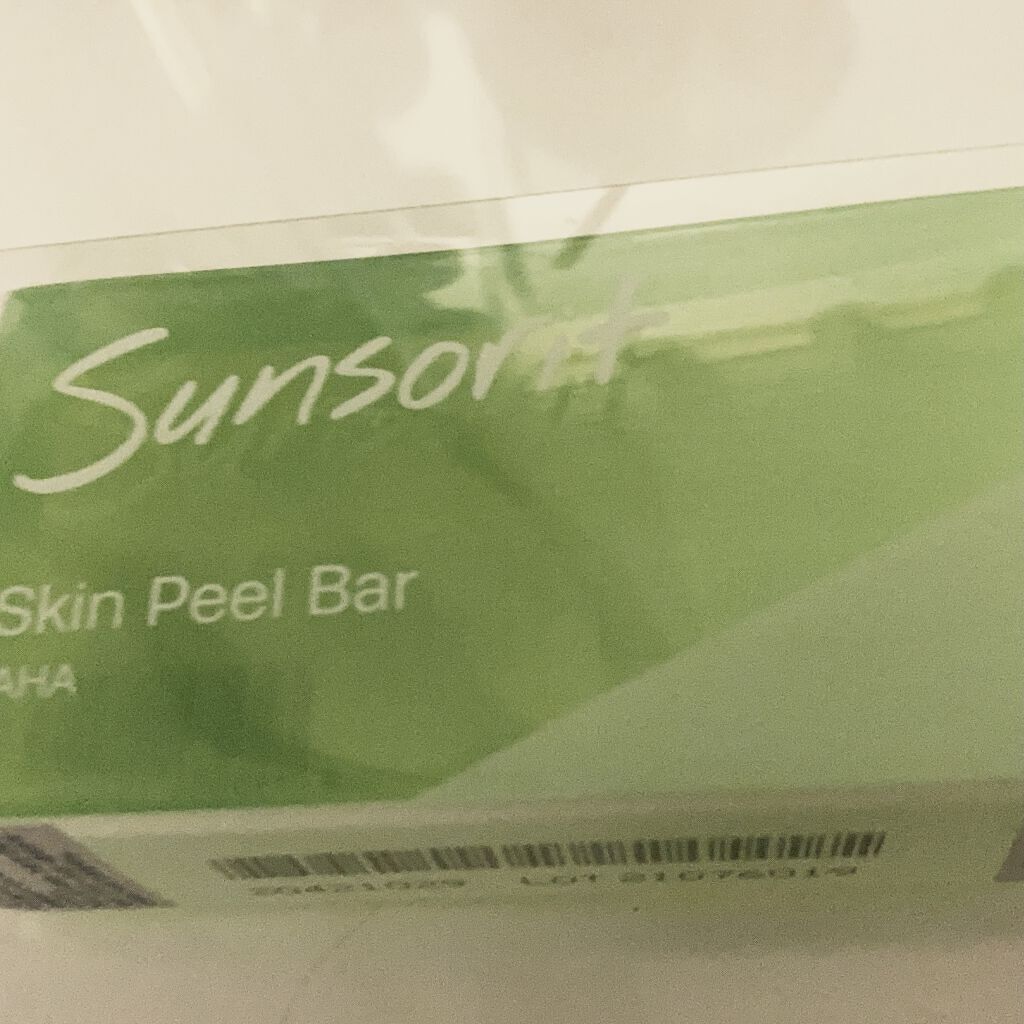 Sunsorit
Skin Peel Bar
AHA